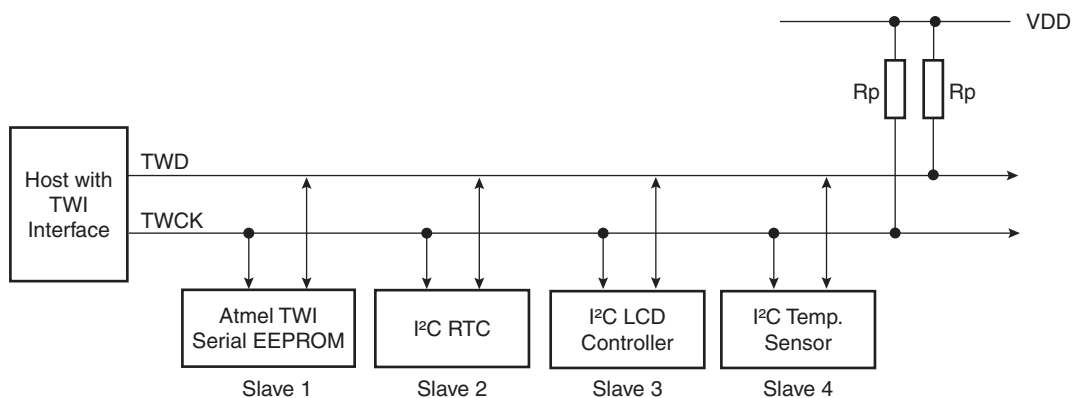 VDD
Rp Rp
Host with
TWI
Interface
TWD
TWCK
Atmel TWI
Serial EEPROM
Slave 1
I²C RTC
Slave 2
I²C LCD
Controller
Slave 3
I²C Temp.
Sensor
Slave 4